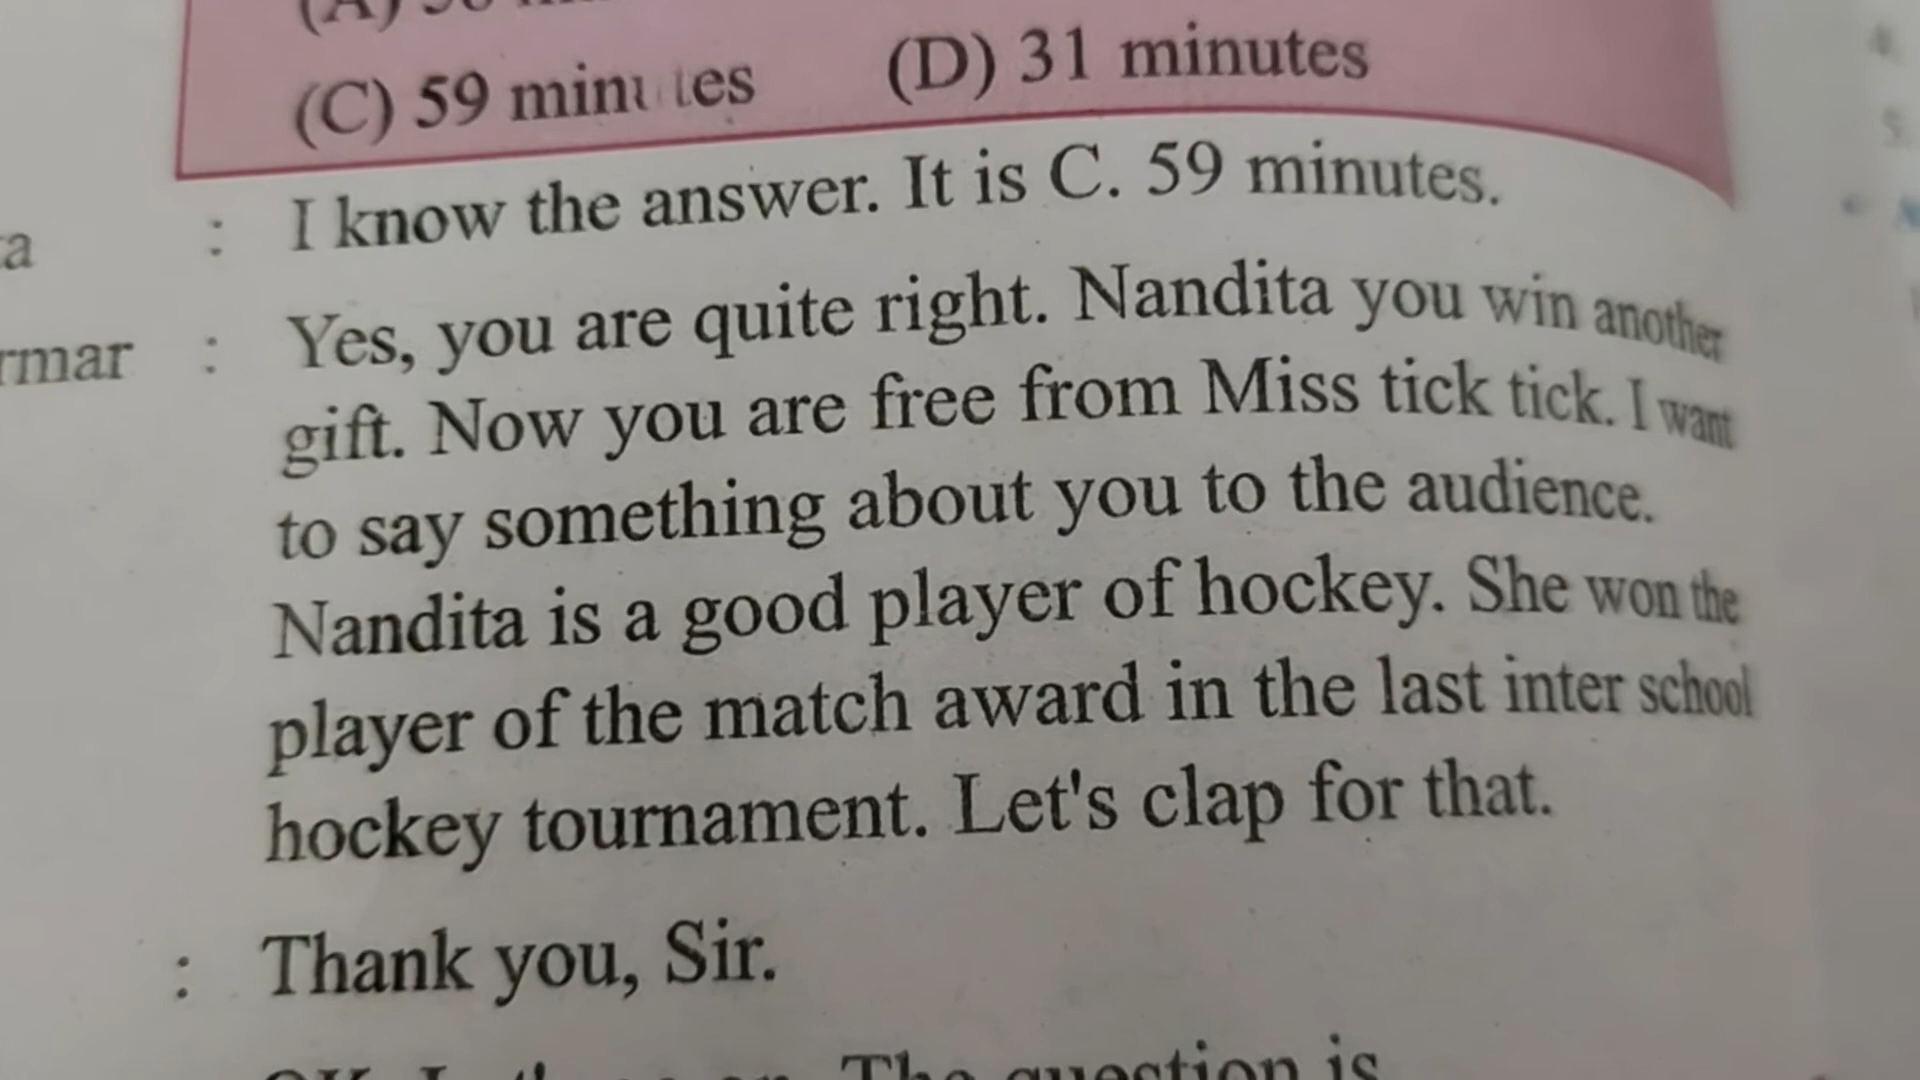 (C) 59 minutes (D) 31 minutes
: I know the answer. It is C. 59 minutes.
rmar : Yes, you are quite right. Nandita you win another
gift. Now you are free from Miss tick tick. I want
to say something about you to the audience.
Nandita is a good player of hockey. She won the
player of the match award in the last inter school
hockey tournament. Let's clap for that.
: Thank you, Sir.
The question is